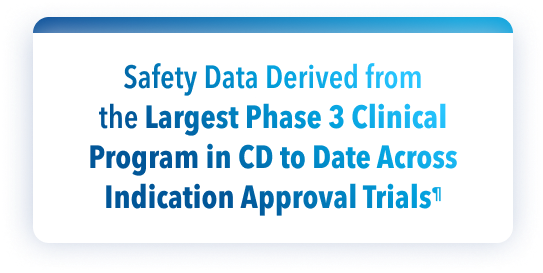 Safety Data Derived from
the Largest Phase 3 Clinical
Program in CD to Date Across
Indication Approval Trials¶